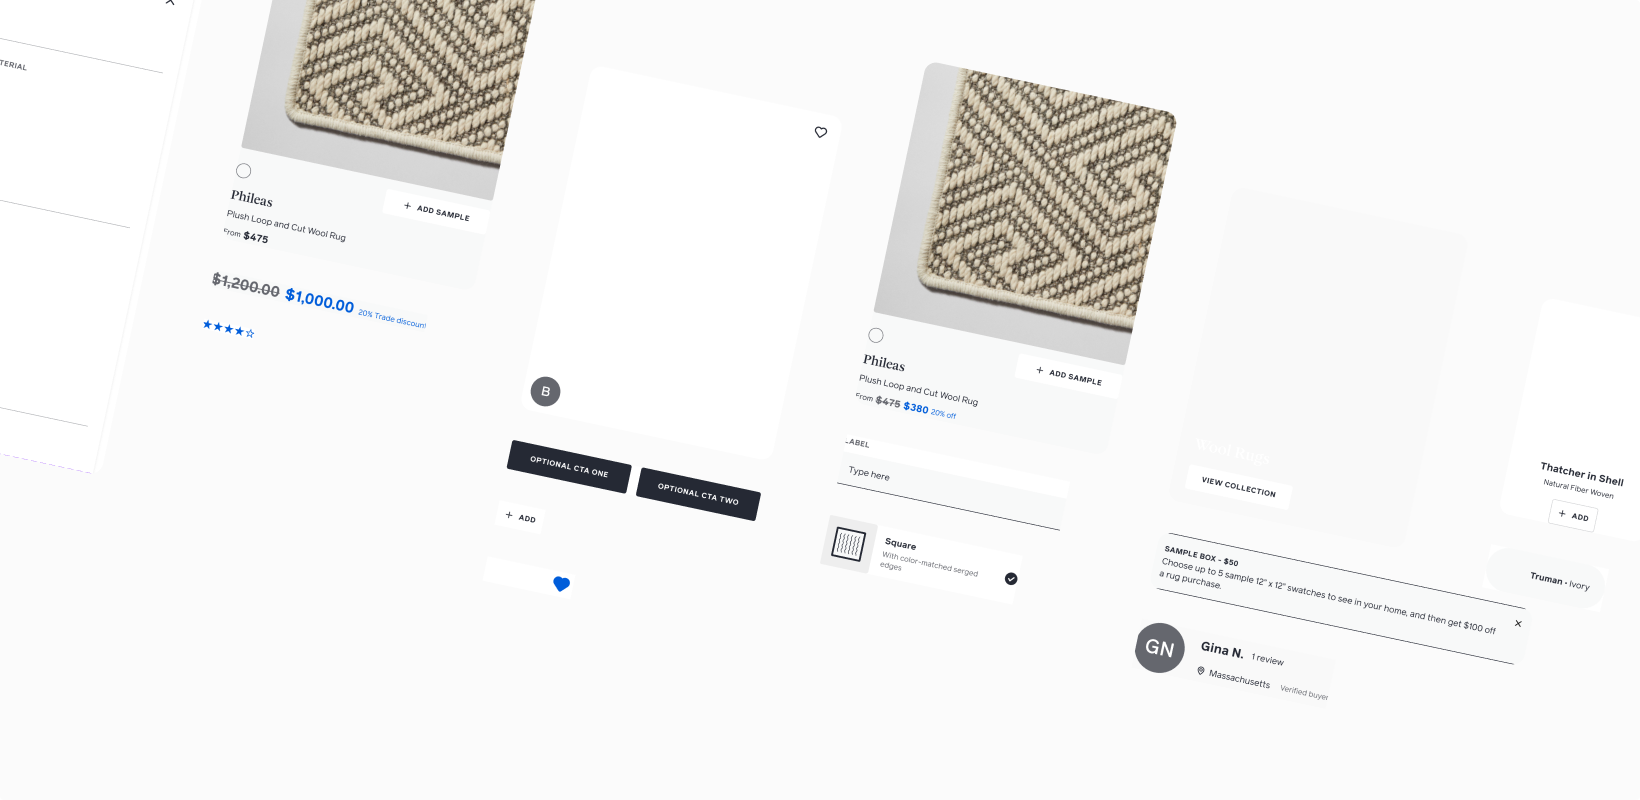 TERIAL
Phileas
+ ADD SAMPLE
Plush Loop and Cut Wool Rug
From $475
$1,200.00 $1,000.00 20% Trade discount
B
OPTIONAL CTA ONE
OPTIONAL CTA TWO
+ ADD
Phileas
+ ADD SAMPLE
Plush Loop and Cut Wool Rug
From $475 $380 20% off
LABEL
Type here
Square
With color-matched serged
edges
Wool Rugs
VIEW COLLECTION
SAMPLE BOX - $50
Choose up to 5 sample 12" x 12" swatches to see in your home, and then get $100 off
a rug purchase.
GN
Gina N. 1 review
Massachusetts Verified buyer
Thatcher in Shell
Natural Fiber Woven
+ ADD
Truman • Ivory